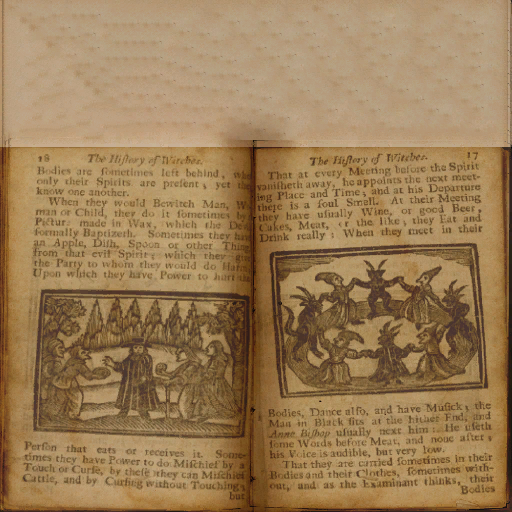 18 The History of Witches.
Bodies are sometimes left behind, when
only their Spirits are present; yet they
know one another.
When they would Bewitch Man, Wo-
man or Child, they do it sometimes by a
Picture made in Wax, which the Devil
formally Baptizeth. Sometimes they have
an Apple, Dish, Spoon or other Thing
from that evil Spirit; which they give
the Party to whom they would do Harm.
Upon which they have Power to hurt the
Person that eats or receives it. Some-
times they have Power to do Mischief by a
Touch or Curse, by these they can Mischief
Cattle, and by Cursing without Touching;
but
The History of Witches. 17
That at every Meeting before the Spirit
vanisheth away, he appoints the next meet-
ing Place and Time; and at his Departure
there is a foul Smell. At their Meeting
they have usually Wine, or good Beer,
Cakes, Meat, or the like; they Eat and
Drink really: When they meet in their
Bodies, Dance also, and have Musick; the
Man in Black sits at the hither End; and
Anne Bishop usually next him: He useth
some Words before Meat, and none after;
his Voice is audible, but very low.
That they are carried sometimes in their
Bodies and their Clothes, sometimes with-
out, and as the Examinant thinks, their
Bodies